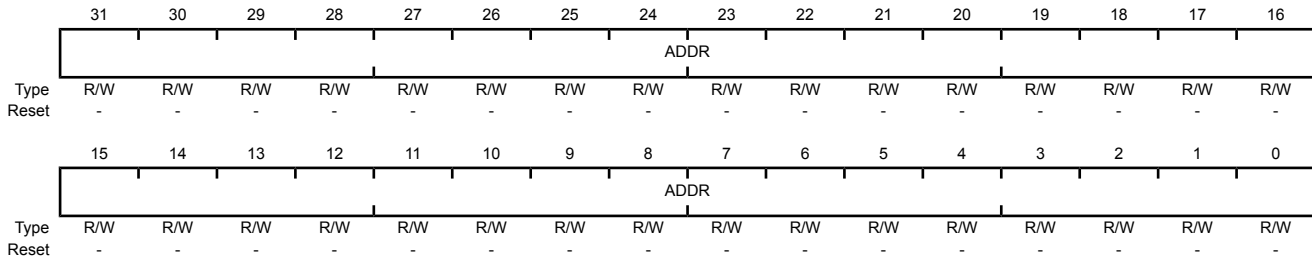 31 30 29 28 27 26 25 24 23 22 21 20 19 18 17 16
ADDR
Type R/W R/W R/W R/W R/W R/W R/W R/W R/W R/W R/W R/W R/W R/W R/W R/W
Reset - - - - - - - - - - - - - - - -
15 14 13 12 11 10 9 8 7 6 5 4 3 2 1 0
ADDR
Type R/W R/W R/W R/W R/W R/W R/W R/W R/W R/W R/W R/W R/W R/W R/W R/W
Reset - - - - - - - - - - - - - - - -